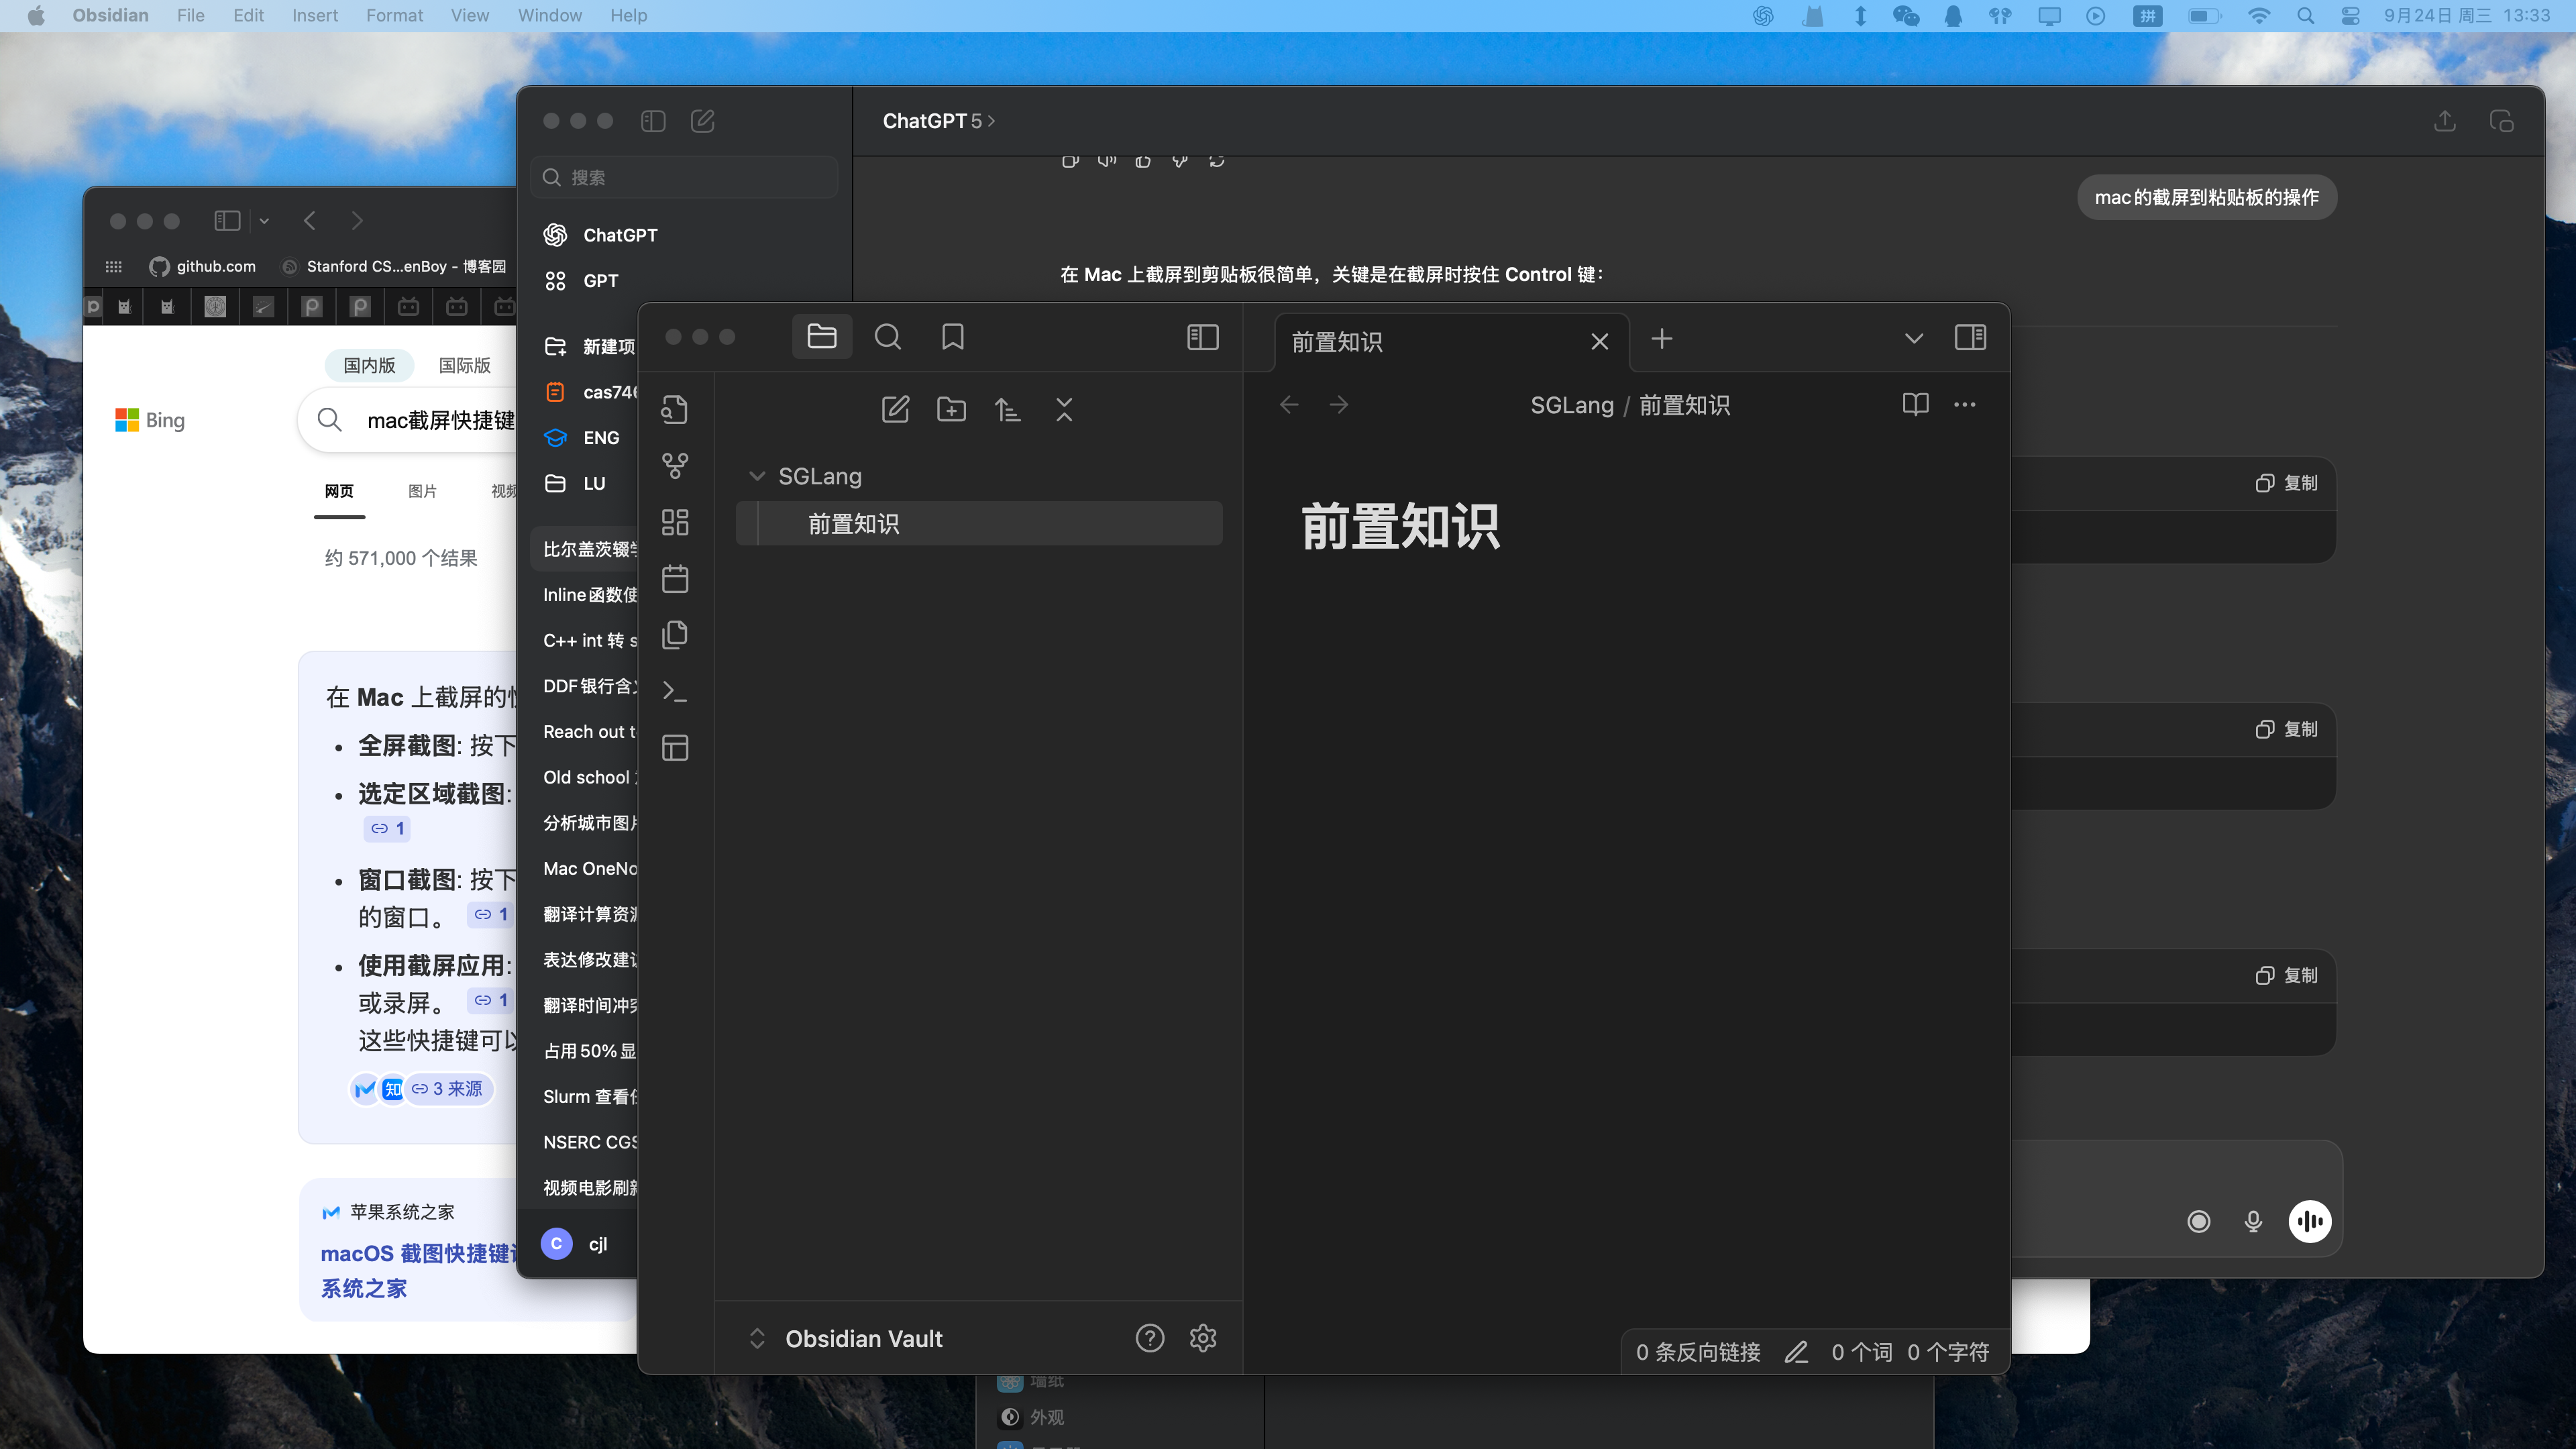 Obsidian File Edit Insert Format View Window Help
拼 9月24日 周三 13:33
ChatGPT 5
搜索
ChatGPT
GPT
新建项
cas746
ENG
LU
比尔盖茨辍学
Inline函数使
C++ int 转 s
DDF银行含
Reach out t
Old school
分析城市图片
Mac OneNo
翻译计算资源
表达修改建议
翻译时间冲突
占用50%显
Slurm 查看任
NSERC CGS
视频电影刷新
C cjl
mac的截屏到粘贴板的操作
在 Mac 上截屏到剪贴板很简单，关键是在截屏时按住 Control 键：
复制
复制
复制
github.com
Stanford CS...enBoy - 博客园
国内版 国际版
Bing
mac截屏快捷键
网页 图片 视频
约 571,000 个结果
在 Mac 上截屏的快
全屏截图: 按下
选定区域截图:
1
窗口截图: 按下
的窗口。 1
使用截屏应用:
或录屏。 1
这些快捷键可以
知 3 来源
苹果系统之家
macOS 截图快捷键
系统之家
前置知识
SGLang / 前置知识
SGLang
前置知识
前置知识
Obsidian Vault
0 条反向链接 0 个词 0 个字符
墙纸
外观